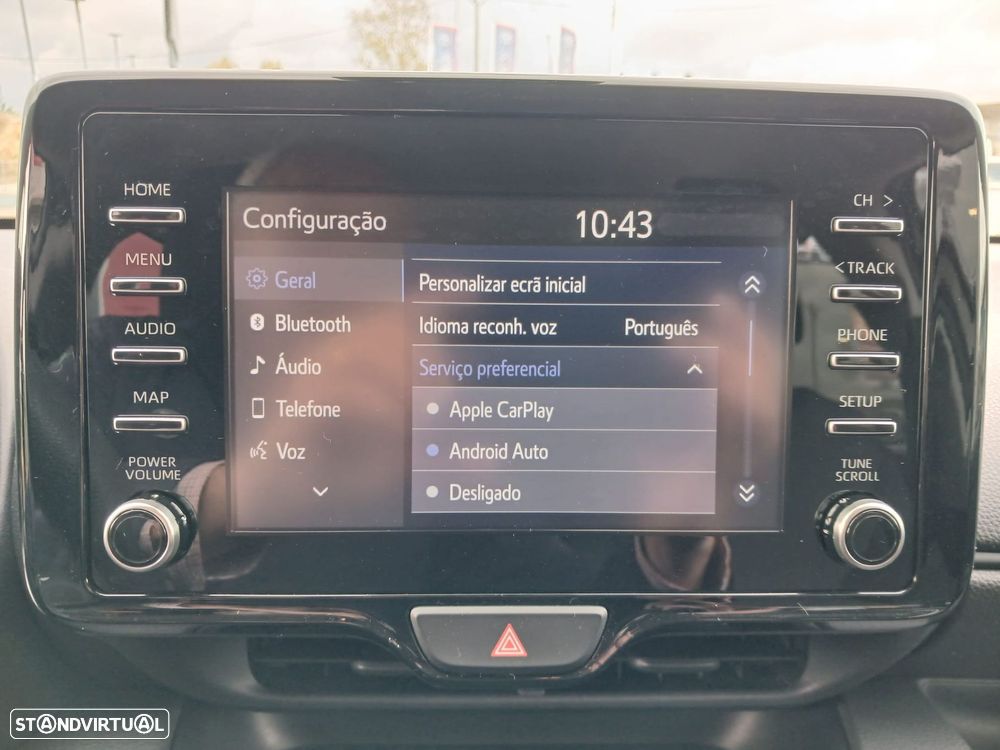 HOME
MENU
AUDIO
MAP
POWER
VOLUME
Configuração 10:43
Geral
Bluetooth
Áudio
Telefone
Voz
Personalizar ecrã inicial
Idioma reconh. voz Português
Serviço preferencial
Apple CarPlay
Android Auto
Desligado
CH >
< TRACK
PHONE
SETUP
TUNE
SCROLL
STANDVIRTUAL